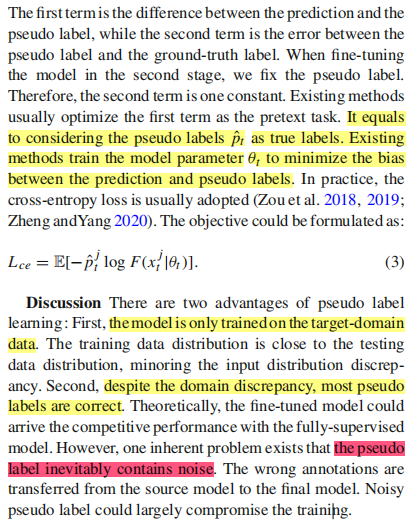 The first term is the difference between the prediction and the
pseudo label, while the second term is the error between the
pseudo label and the ground-truth label. When fine-tuning
the model in the second stage, we fix the pseudo label.
Therefore, the second term is one constant. Existing methods
usually optimize the first term as the pretext task. It equals
to considering the pseudo labels p̂_t as true labels. Existing
methods train the model parameter θ_t to minimize the bias
between the prediction and pseudo labels. In practice, the
cross-entropy loss is usually adopted (Zou et al. 2018, 2019;
Zheng andYang 2020). The objective could be formulated as:
L_ce = 𝔼[−p̂_t^j log F(x_t^j|θ_t)]. (3)
Discussion There are two advantages of pseudo label
learning: First, the model is only trained on the target-domain
data. The training data distribution is close to the testing
data distribution, minoring the input distribution discrep-
ancy. Second, despite the domain discrepancy, most pseudo
labels are correct. Theoretically, the fine-tuned model could
arrive the competitive performance with the fully-supervised
model. However, one inherent problem exists that the pseudo
label inevitably contains noise. The wrong annotations are
transferred from the source model to the final model. Noisy
pseudo label could largely compromise the training.